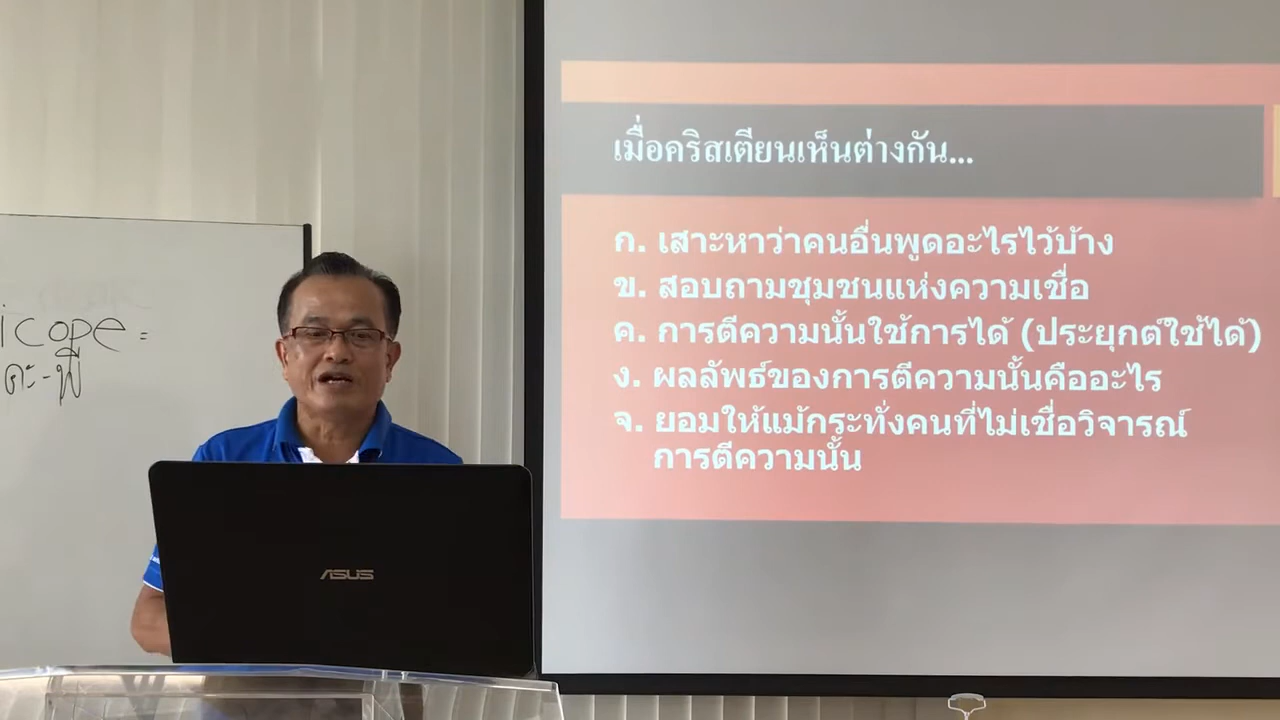 icope =
คะ-พี
ASUS
เมื่อคริสเตียนเห็นต่างกัน...
ก. เสาะหาว่าคนอื่นพูดอะไรไว้บ้าง
ข. สอบถามชุมชนแห่งความเชื่อ
ค. การตีความนั้นใช้การได้ (ประยุกต์ใช้ได้)
ง. ผลลัพธ์ของการตีความนั้นคืออะไร
จ. ยอมให้แม้กระทั่งคนที่ไม่เชื่อวิจารณ์
การตีความนั้น